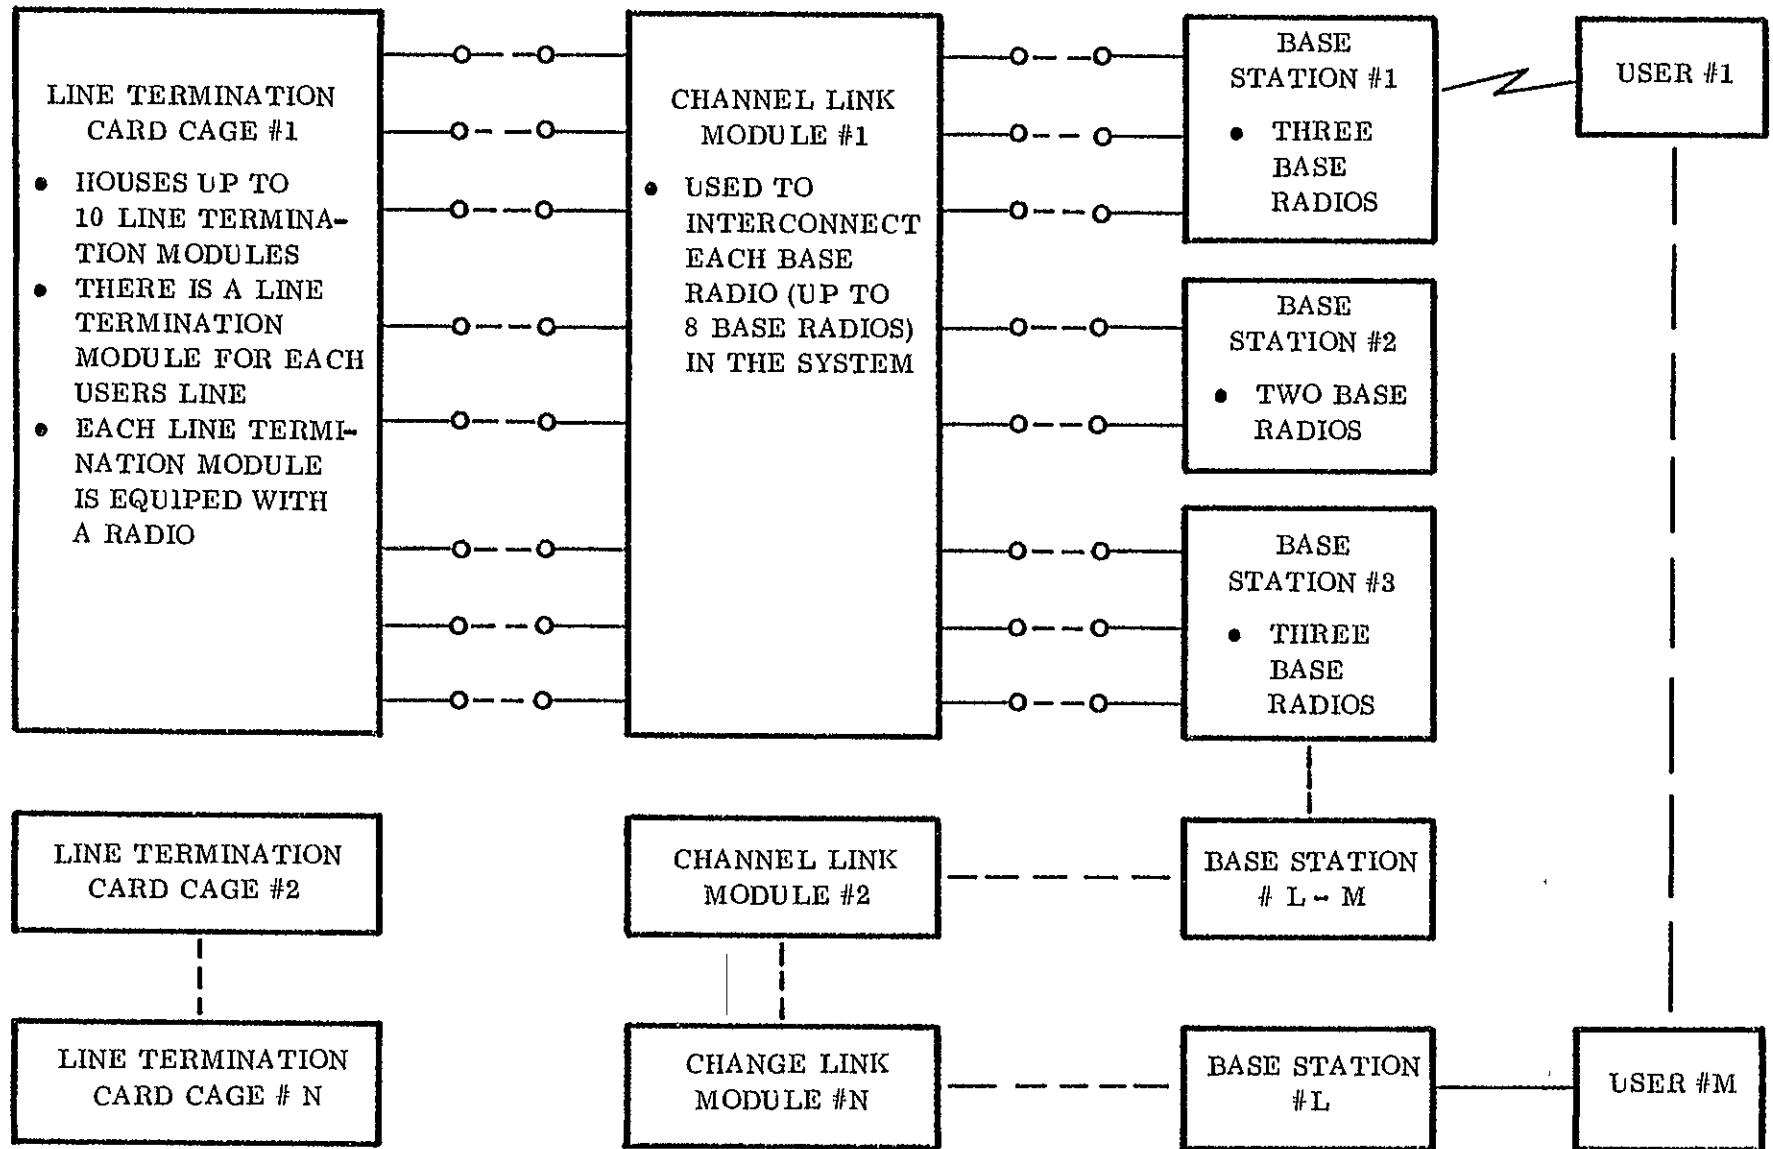 LINE TERMINATION
CARD CAGE #1
• HOUSES UP TO
10 LINE TERMINA-
TION MODULES
• THERE IS A LINE
TERMINATION
MODULE FOR EACH
USERS LINE
• EACH LINE TERMI-
NATION MODULE
IS EQUIPED WITH
A RADIO
CHANNEL LINK
MODULE #1
• USED TO
INTERCONNECT
EACH BASE
RADIO (UP TO
8 BASE RADIOS)
IN THE SYSTEM
BASE
STATION #1
• THREE
BASE
RADIOS
USER #1
BASE
STATION #2
• TWO BASE
RADIOS
BASE
STATION #3
• THREE
BASE
RADIOS
LINE TERMINATION
CARD CAGE #2
CHANNEL LINK
MODULE #2
BASE STATION
# L - M
LINE TERMINATION
CARD CAGE # N
CHANGE LINK
MODULE #N
BASE STATION
#L
USER #M